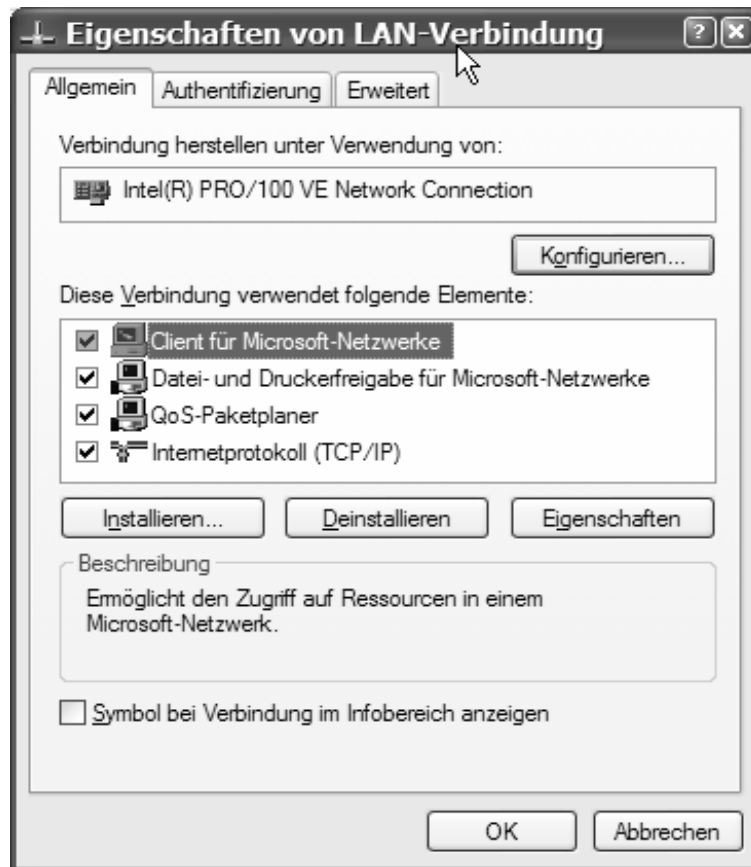 Eigenschaften von LAN-Verbindung
Allgemein Authentifizierung Erweitert
Verbindung herstellen unter Verwendung von:
Intel(R) PRO/100 VE Network Connection
Konfigurieren...
Diese Verbindung verwendet folgende Elemente:
Client für Microsoft-Netzwerke
Datei- und Druckerfreigabe für Microsoft-Netzwerke
QoS-Paketplaner
Internetprotokoll (TCP/IP)
Installieren... Deinstallieren Eigenschaften
Beschreibung
Ermöglicht den Zugriff auf Ressourcen in einem
Microsoft-Netzwerk.
Symbol bei Verbindung im Infobereich anzeigen
OK Abbrechen